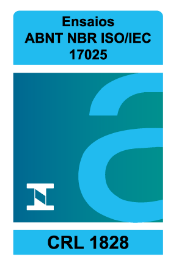 Ensaios
ABNT NBR ISO/IEC
17025
a
CRL 1828